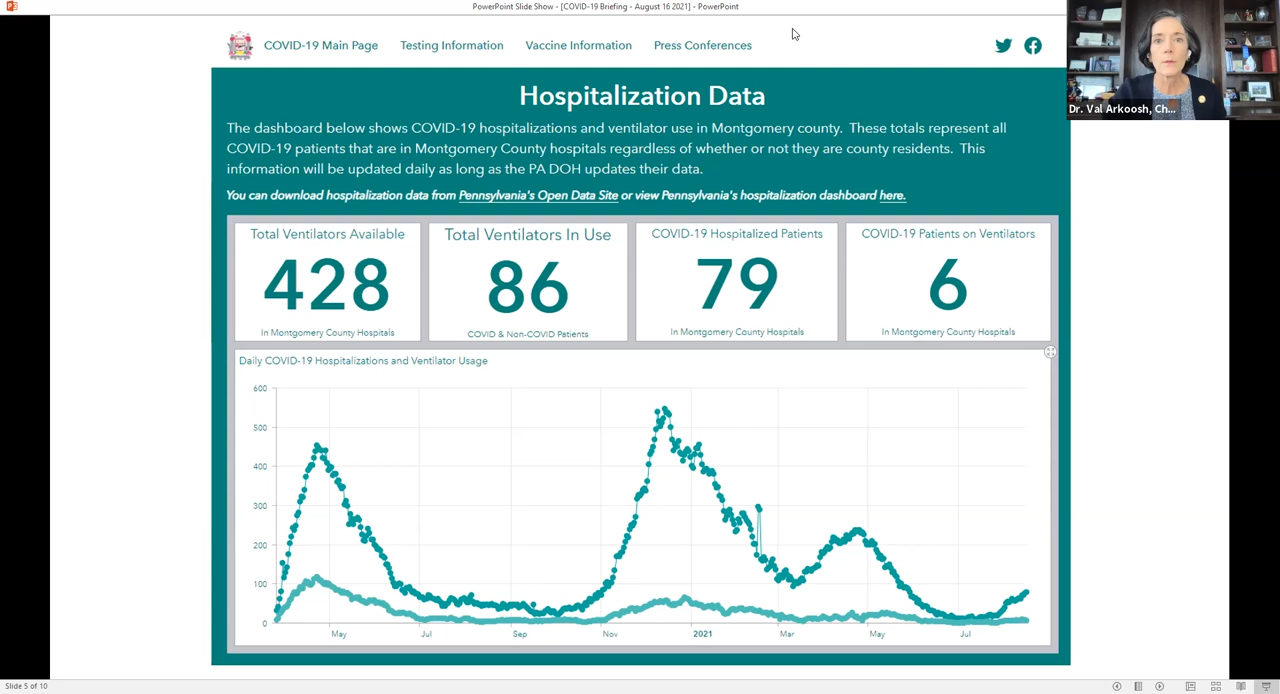 PowerPoint Slide Show - [COVID-19 Briefing - August 16 2021] - PowerPoint
COVID-19 Main Page
Testing Information
Vaccine Information
Press Conferences
Dr. Val Arkoosh, Ch...
Hospitalization Data
The dashboard below shows COVID-19 hospitalizations and ventilator use in Montgomery county. These totals represent all
COVID-19 patients that are in Montgomery County hospitals regardless of whether or not they are county residents. This
information will be updated daily as long as the PA DOH updates their data.
You can download hospitalization data from Pennsylvania's Open Data Site or view Pennsylvania's hospitalization dashboard here.
Total Ventilators Available
428
In Montgomery County Hospitals
Total Ventilators In Use
86
COVID & Non-COVID Patients
COVID-19 Hospitalized Patients
79
In Montgomery County Hospitals
COVID-19 Patients on Ventilators
6
In Montgomery County Hospitals
Daily COVID-19 Hospitalizations and Ventilator Usage
600
500
400
300
200
100
0
May
Jul
Sep
Nov
2021
Mar
May
Jul
Slide 5 of 10